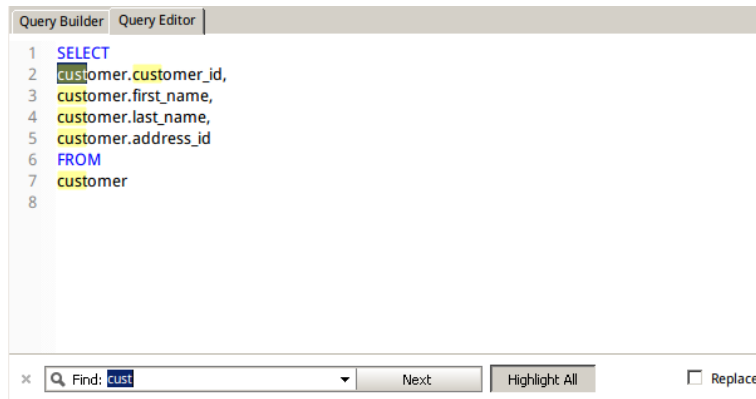 Query Builder Query Editor
1 SELECT
2 customer.customer_id,
3 customer.first_name,
4 customer.last_name,
5 customer.address_id
6 FROM
7 customer
8
× Find: cust Next Highlight All Replace